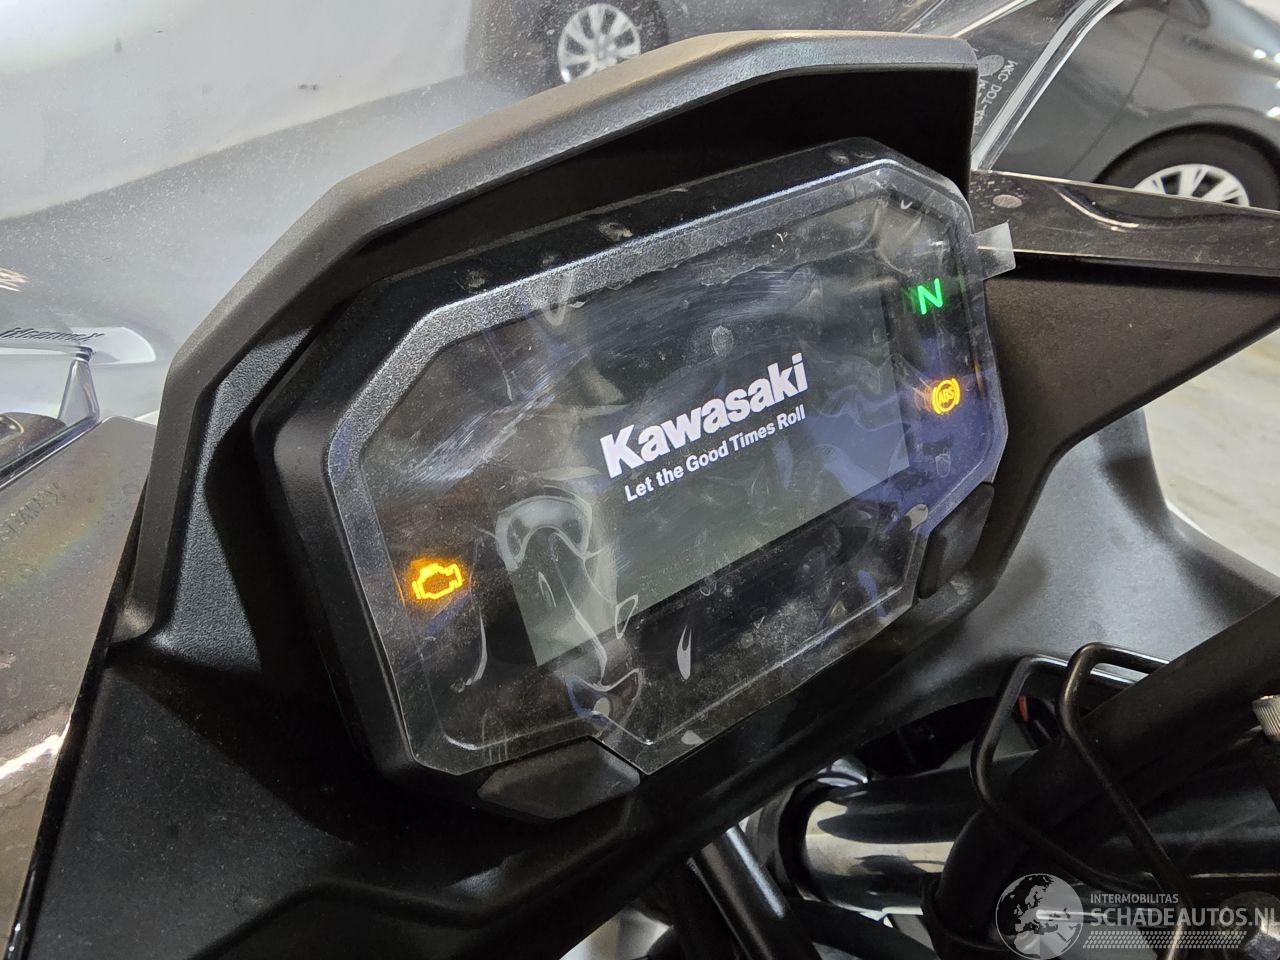 N
ABS
Kawasaki
Let the Good Times Roll
INTERMOBILITAS
SCHADEAUTOS.NL